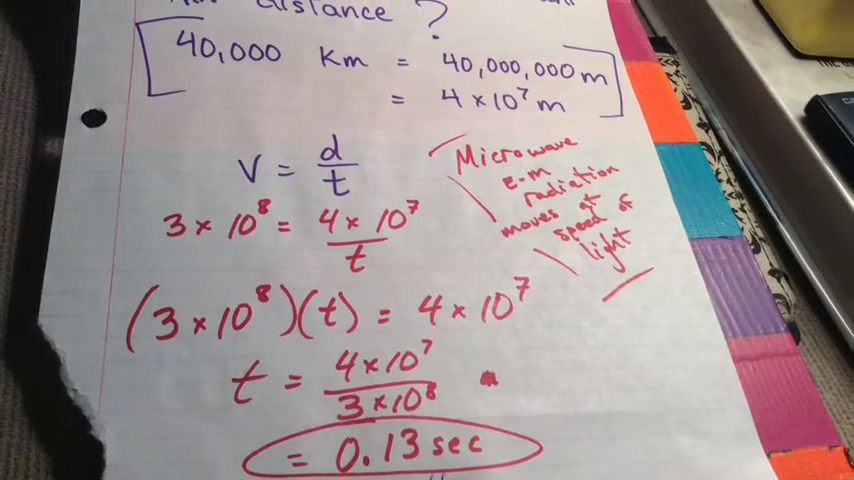 distance ?
40,000 Km = 40,000,000 m
= 4 × 10⁷ m
V = d/t
3 × 10⁸ = 4 × 10⁷/t
(3 × 10⁸)(t) = 4 × 10⁷
t = 4 × 10⁷/3 × 10⁸
= 0.13 sec
Microwave
e-m
radiation
moves at
speed of
light